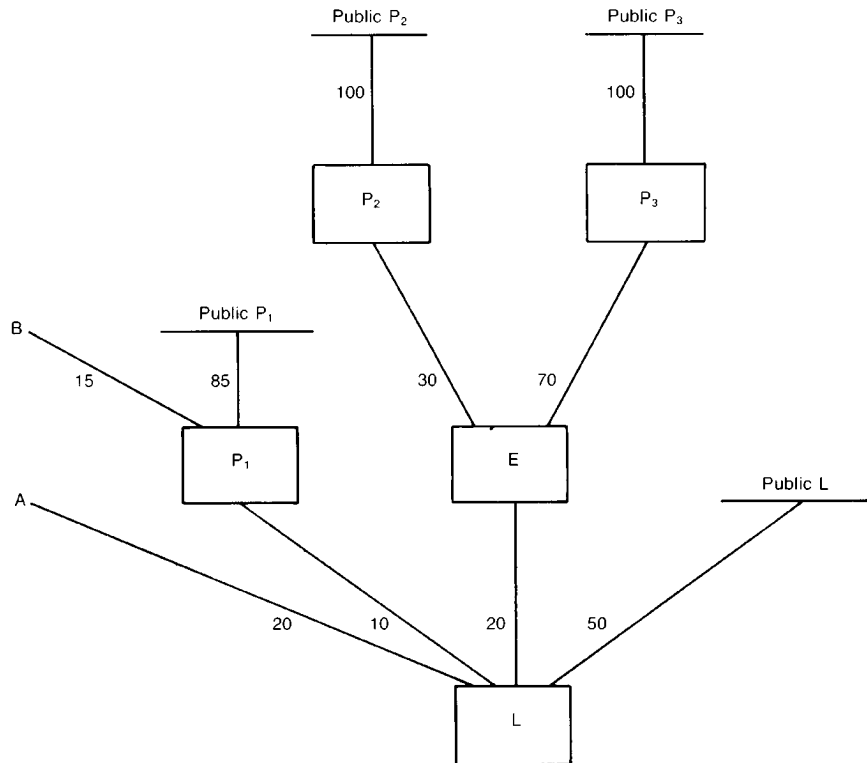 Public P₂
Public P₃
100
100
P₂
P₃
Public P₁
B
15
85
30
70
P₁
E
Public L
A
20
10
20
50
L